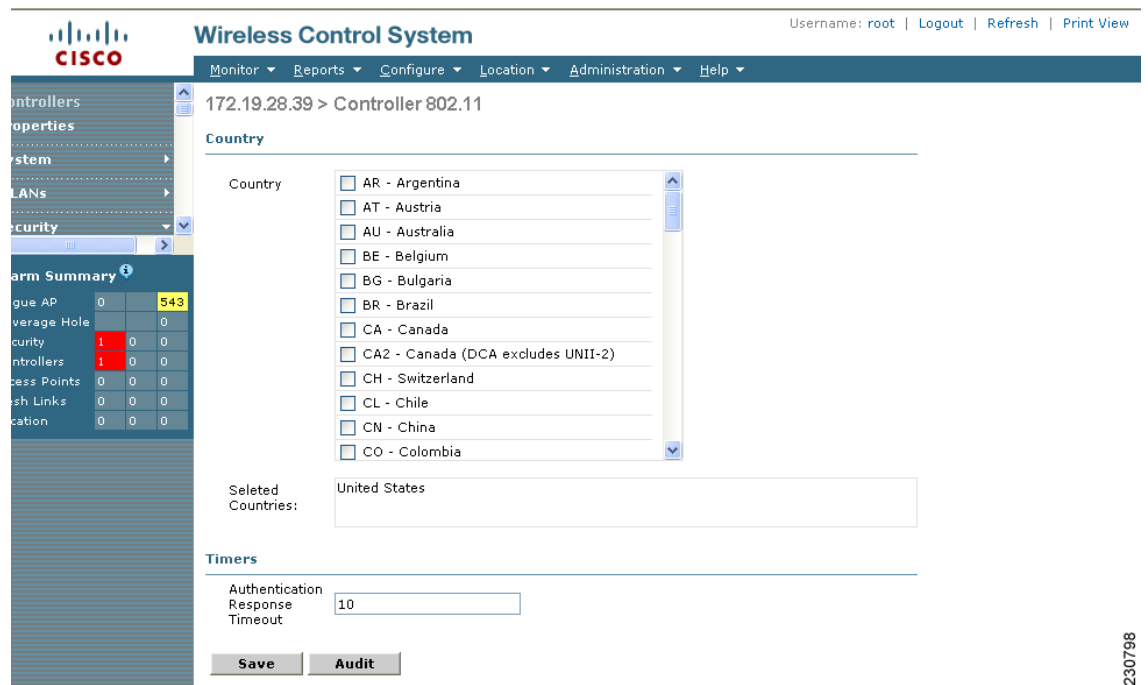 Username: root | Logout | Refresh | Print View
CISCO
Wireless Control System
Monitor Reports Configure Location Administration Help
ontrollers
roperties
ystem
LANs
ecurity
arm Summary
gue AP 0 543
verage Hole 0
curity 1 0 0
ntrollers 1 0 0
cess Points 0 0 0
esh Links 0 0 0
cation 0 0 0
172.19.28.39 > Controller 802.11
Country
Country
AR - Argentina
AT - Austria
AU - Australia
BE - Belgium
BG - Bulgaria
BR - Brazil
CA - Canada
CA2 - Canada (DCA excludes UNII-2)
CH - Switzerland
CL - Chile
CN - China
CO - Colombia
Seleted
Countries:
United States
Timers
Authentication
Response
Timeout
10
Save Audit
230798